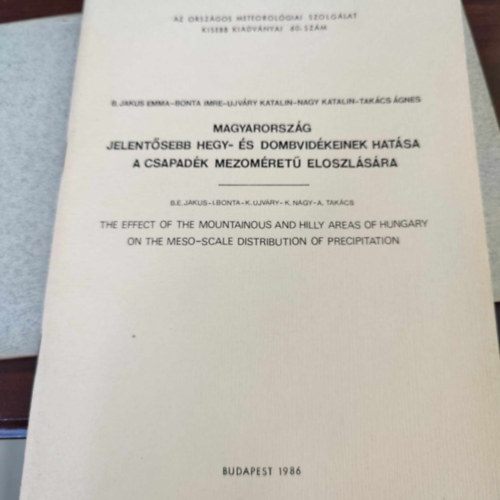 AZ ORSZÁGOS METEOROLÓGIAI SZOLGÁLAT
KISEBB KIADVÁNYAI 60. SZÁM
B. JAKUS EMMA-BONTA IMRE-UJVÁRY KATALIN-NAGY KATALIN-TAKÁCS ÁGNES
MAGYARORSZÁG
JELENTŐSEBB HEGY- ÉS DOMBVIDÉKEINEK HATÁSA
A CSAPADÉK MEZOMÉRETŰ ELOSZLÁSÁRA
B.E. JAKUS-I.BONTA-K. UJVÁRY-K. NAGY-A. TAKÁCS
THE EFFECT OF THE MOUNTAINOUS AND HILLY AREAS OF HUNGARY
ON THE MESO-SCALE DISTRIBUTION OF PRECIPITATION
BUDAPEST 1986